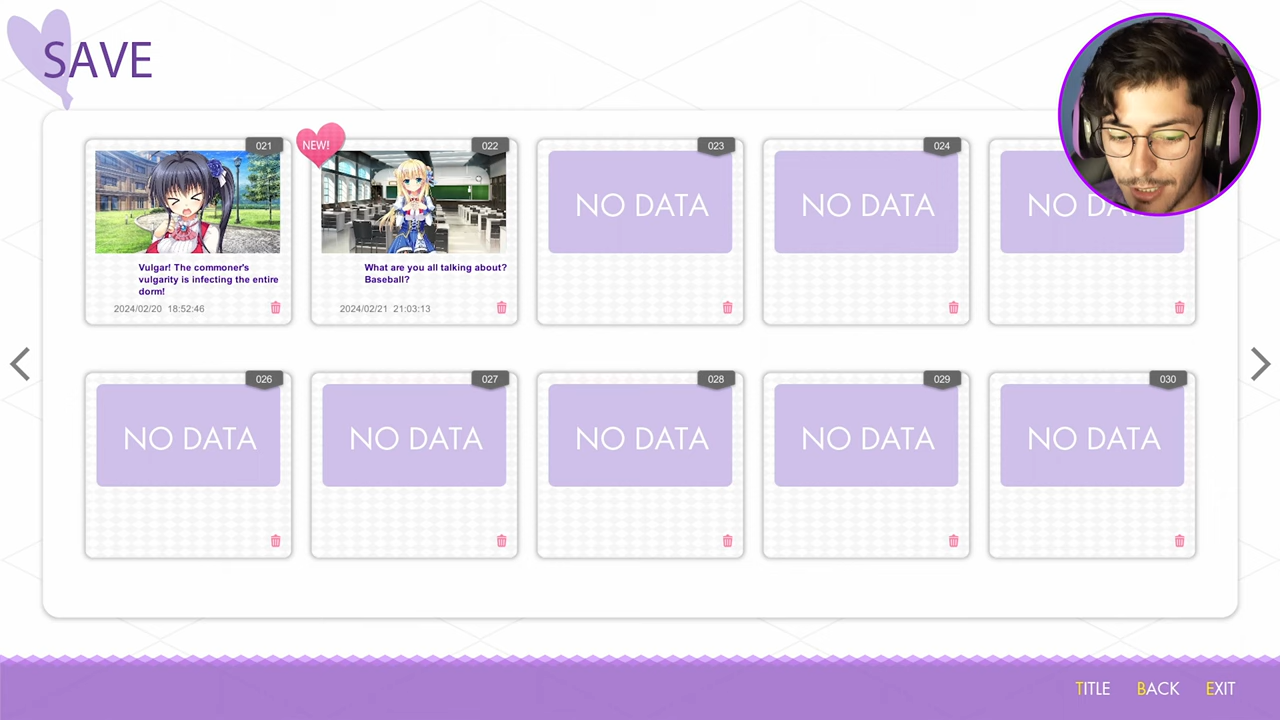 SAVE
021
NEW!
022
023
024
NO DATA
NO DATA
NO DA
Vulgar! The commoner's
vulgarity is infecting the entire
dorm!
2024/02/20 18:52:46
What are you all talking about?
Baseball?
2024/02/21 21:03:13
026
027
028
029
030
NO DATA
NO DATA
NO DATA
NO DATA
NO DATA
TITLE
BACK
EXIT